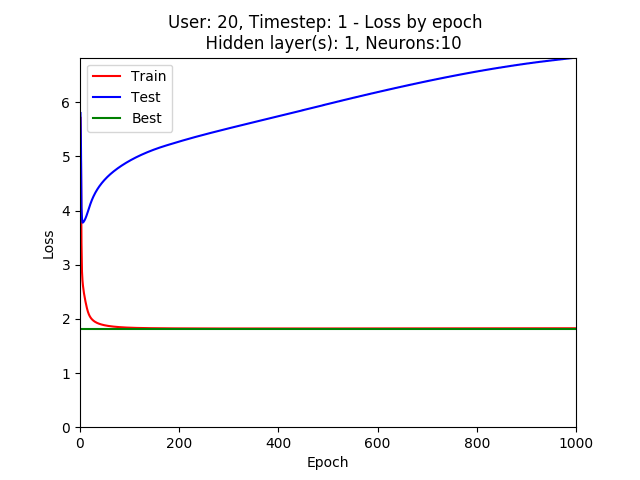 User: 20, Timestep: 1 - Loss by epoch
Hidden layer(s): 1, Neurons:10
Train
Test
Best
6
5
4
3
2
1
0
Loss
0 200 400 600 800 1000
Epoch